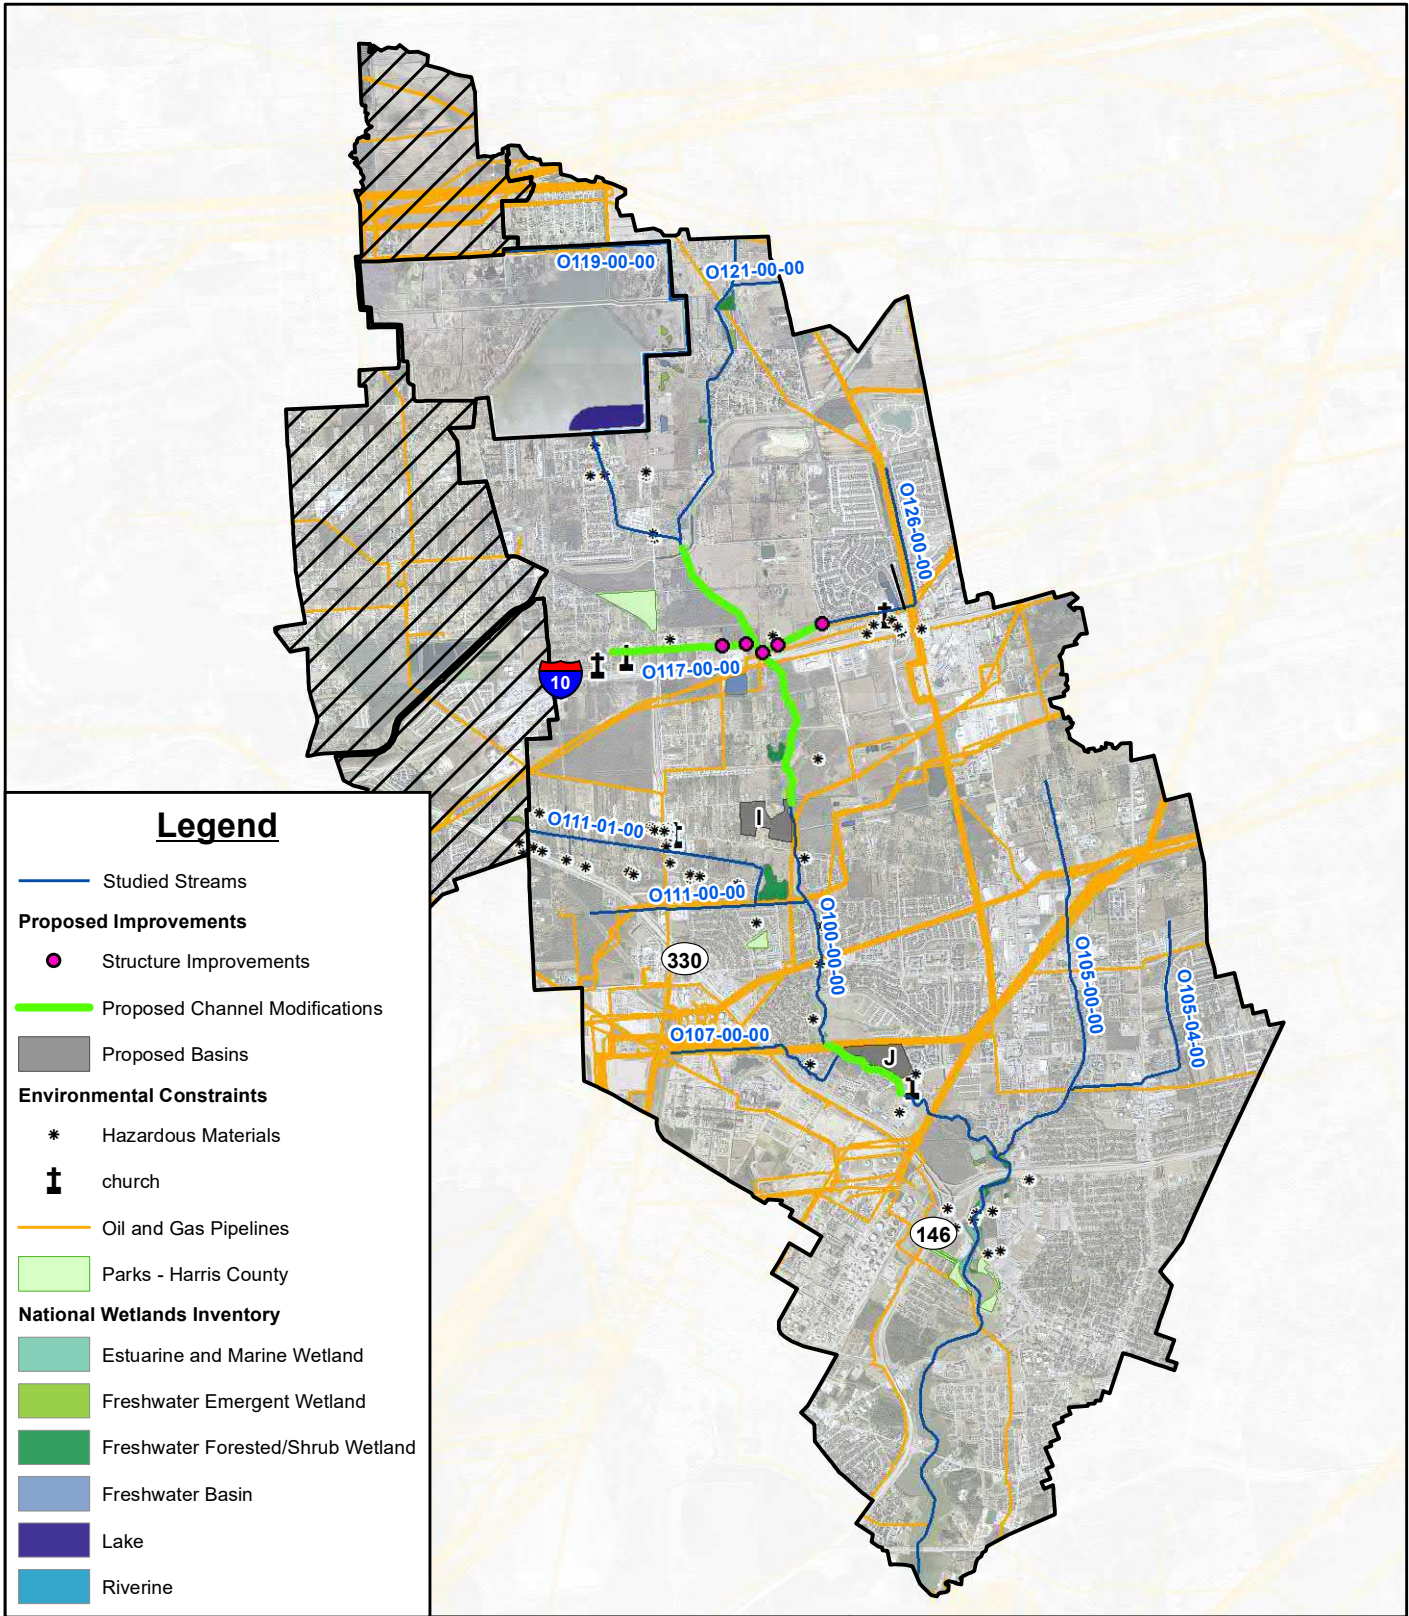 O119-00-00
O121-00-00
O126-00-00
O117-00-00
10
I
O111-01-00
O111-00-00
O100-00-00
330
O105-00-00
O105-04-00
O107-00-00
J
146
Legend
Studied Streams
Proposed Improvements
Structure Improvements
Proposed Channel Modifications
Proposed Basins
Environmental Constraints
Hazardous Materials
church
Oil and Gas Pipelines
Parks - Harris County
National Wetlands Inventory
Estuarine and Marine Wetland
Freshwater Emergent Wetland
Freshwater Forested/Shrub Wetland
Freshwater Basin
Lake
Riverine